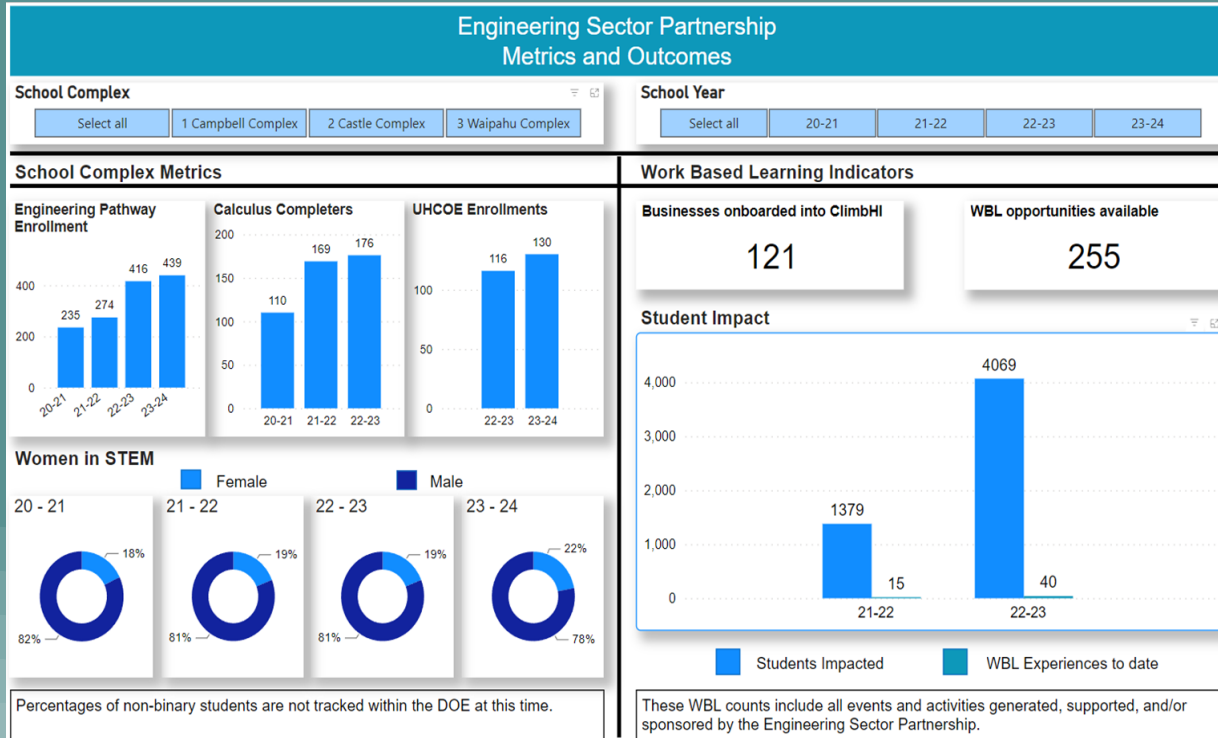 Engineering Sector Partnership
Metrics and Outcomes
School Complex
Select all
1 Campbell Complex
2 Castle Complex
3 Waipahu Complex
School Year
Select all
20-21
21-22
22-23
23-24
School Complex Metrics
Engineering Pathway
Enrollment
400
200
0
235
274
416
439
20-21
21-22
22-23
23-24
Calculus Completers
200
150
100
50
0
110
169
176
20-21
21-22
22-23
UHCOE Enrollments
100
50
0
116
130
22-23
23-24
Women in STEM
Female
Male
20 - 21
18%
82%
21 - 22
19%
81%
22 - 23
19%
81%
23 - 24
22%
78%
Percentages of non-binary students are not tracked within the DOE at this time.
Work Based Learning Indicators
Businesses onboarded into ClimbHI
121
WBL opportunities available
255
Student Impact
4,000
3,000
2,000
1,000
0
1379
15
4069
40
21-22
22-23
Students Impacted
WBL Experiences to date
These WBL counts include all events and activities generated, supported, and/or
sponsored by the Engineering Sector Partnership.